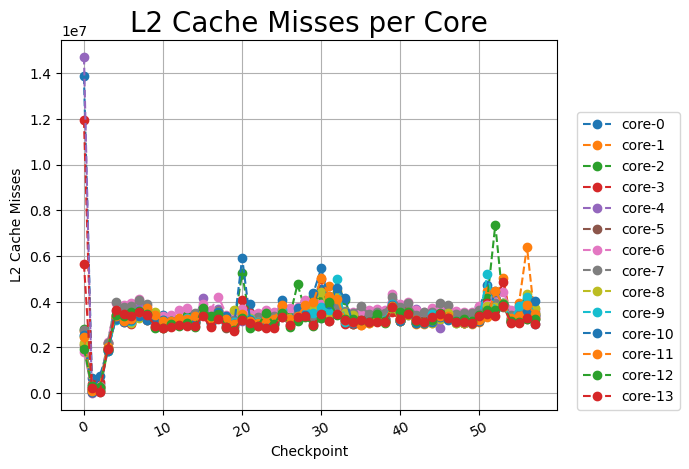 L2 Cache Misses per Core
1e7
1.4
1.2
1.0
0.8
0.6
0.4
0.2
0.0
L2 Cache Misses
0
10
20
30
40
50
Checkpoint
core-0
core-1
core-2
core-3
core-4
core-5
core-6
core-7
core-8
core-9
core-10
core-11
core-12
core-13